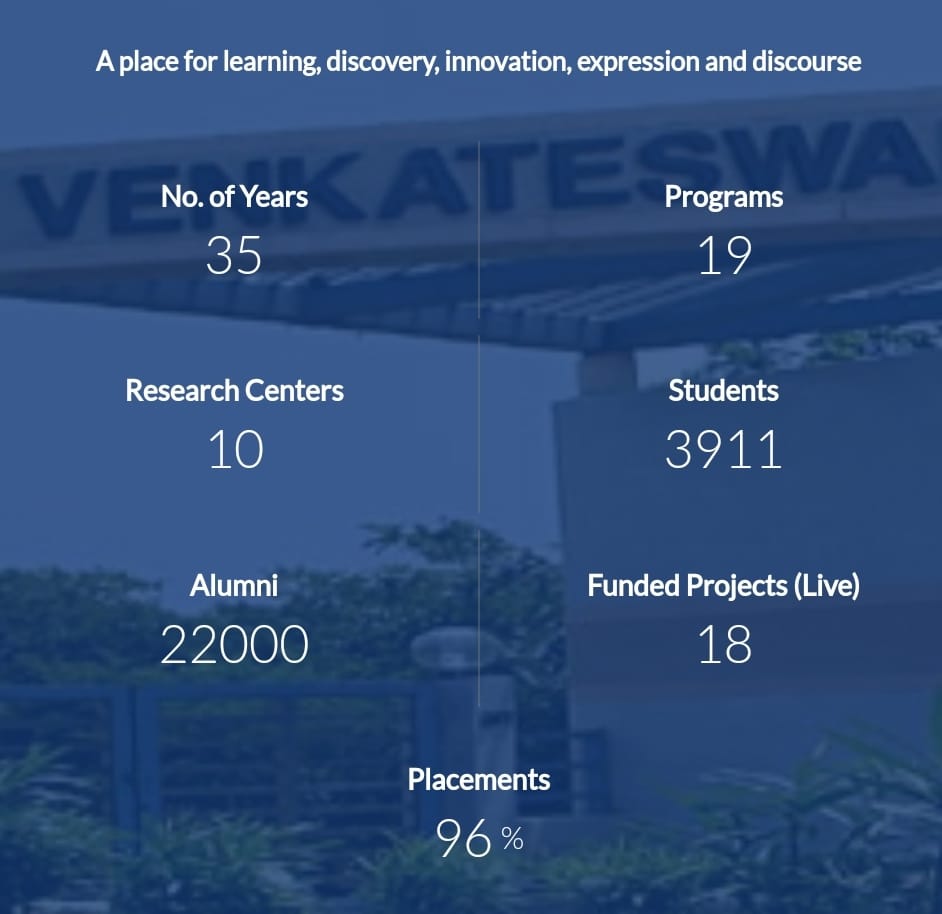 A place for learning, discovery, innovation, expression and discourse
VENKATESWA
No. of Years
35
Programs
19
Research Centers
10
Students
3911
Alumni
22000
Funded Projects (Live)
18
Placements
96 %